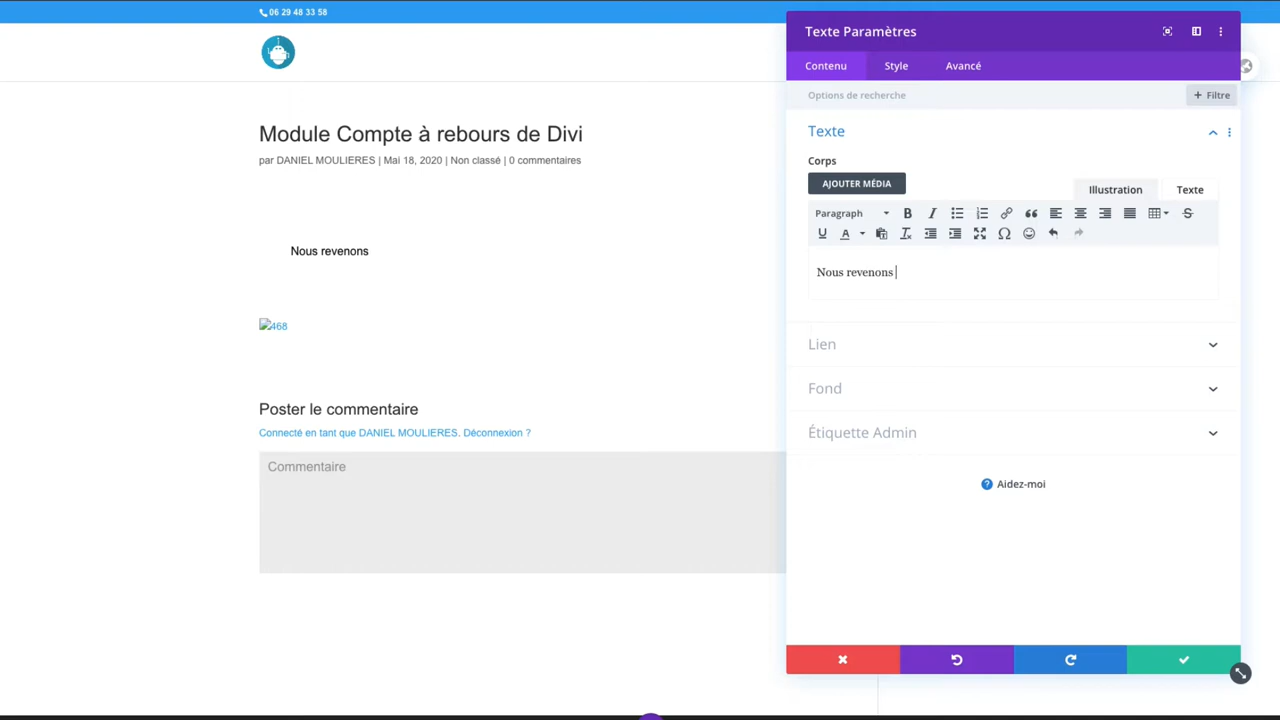 06 29 48 33 58
Module Compte à rebours de Divi
par DANIEL MOULIERES | Mai 18, 2020 | Non classé | 0 commentaires
Nous revenons
468
Poster le commentaire
Connecté en tant que DANIEL MOULIERES. Déconnexion ?
Commentaire
Texte Paramètres
Contenu Style Avancé
Options de recherche + Filtre
Texte
Corps
AJOUTER MÉDIA
Illustration Texte
Paragraph
Nous revenons
Lien
Fond
Étiquette Admin
Aidez-moi